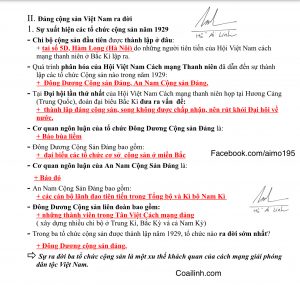 II. Đảng cộng sản Việt Nam ra đời
1. Sự xuất hiện các tổ chức cộng sản năm 1929
- Chi bộ cộng sản đầu tiên được thành lập ở đâu:
+ tại số 5D, Hàm Long (Hà Nội) do những người tiên tiến của Hội Việt Nam cách
mạng thanh niên ở Bắc Kì lập ra.
- Quá trình phân hóa của Hội Việt Nam Cách mạng Thanh niên đã dẫn đến sự thành
lập các tổ chức Cộng sản nào trong năm 1929:
+ Đông Dương Cộng sản Đảng, An Nam Cộng sản Đảng.
- Tại Đại hội lần thứ nhất của Hội Việt Nam Cách mạng thanh niên họp tại Hương Cảng
(Trung Quốc), đoàn đại biểu Bắc Kì đưa ra vấn đề:
+ thành lập đảng cộng sản, song không được chấp nhận, nên rút khỏi Đại hội về
nước.
- Cơ quan ngôn luận của tổ chức Đông Dương Cộng sản Đảng là:
+ Báo búa liềm
- Đông Dương Cộng sản Đảng bao gồm:
+ đại biểu các tổ chức cơ sở cộng sản ở miền Bắc
- Cơ quan ngôn luận của An Nam Cộng sản Đảng là:
+ Báo đỏ
- An Nam Cộng sản Đảng bao gồm:
+ các cán bộ lãnh đạo tiên tiến trong Tổng bộ và Kì bộ Nam Kì
- Đông Dương Cộng sản liên đoàn bao gồm:
+ những thành viên trong Tân Việt Cách mạng đảng
( xây dựng nhiều chi bộ ở Trung Kì, Bắc Kỳ và cả Nam Kỳ)
- Trong ba tổ chức cộng sản được thành lập năm 1929, tổ chức nào ra đời sớm nhất?
+ Đông Dương cộng sản đảng.
Sự ra đời ba tổ chức cộng sản là một xu thế khách quan của cách mạng giải phóng
dân tộc Việt Nam.
Facebook.com/aimo195
Coailinh.com